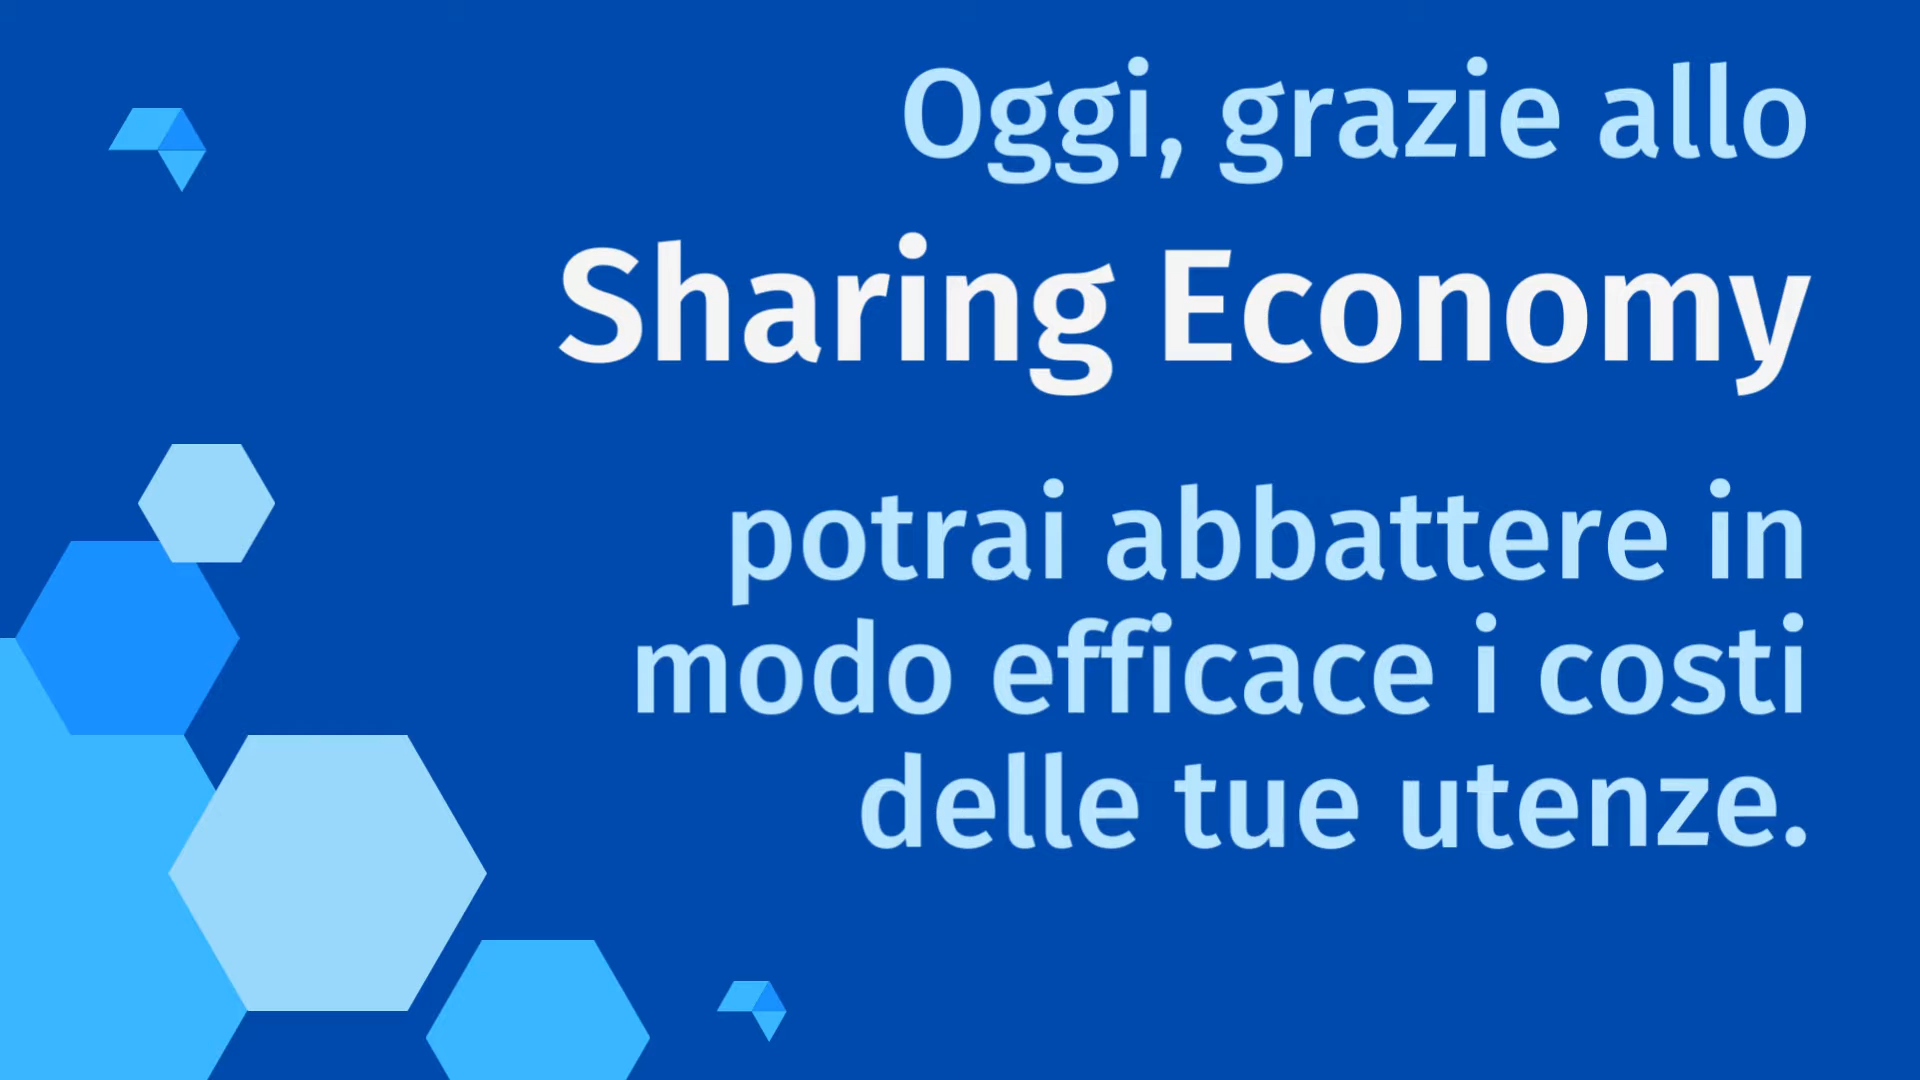 Oggi, grazie allo
Sharing Economy
potrai abbattere in
modo efficace i costi
delle tue utenze.